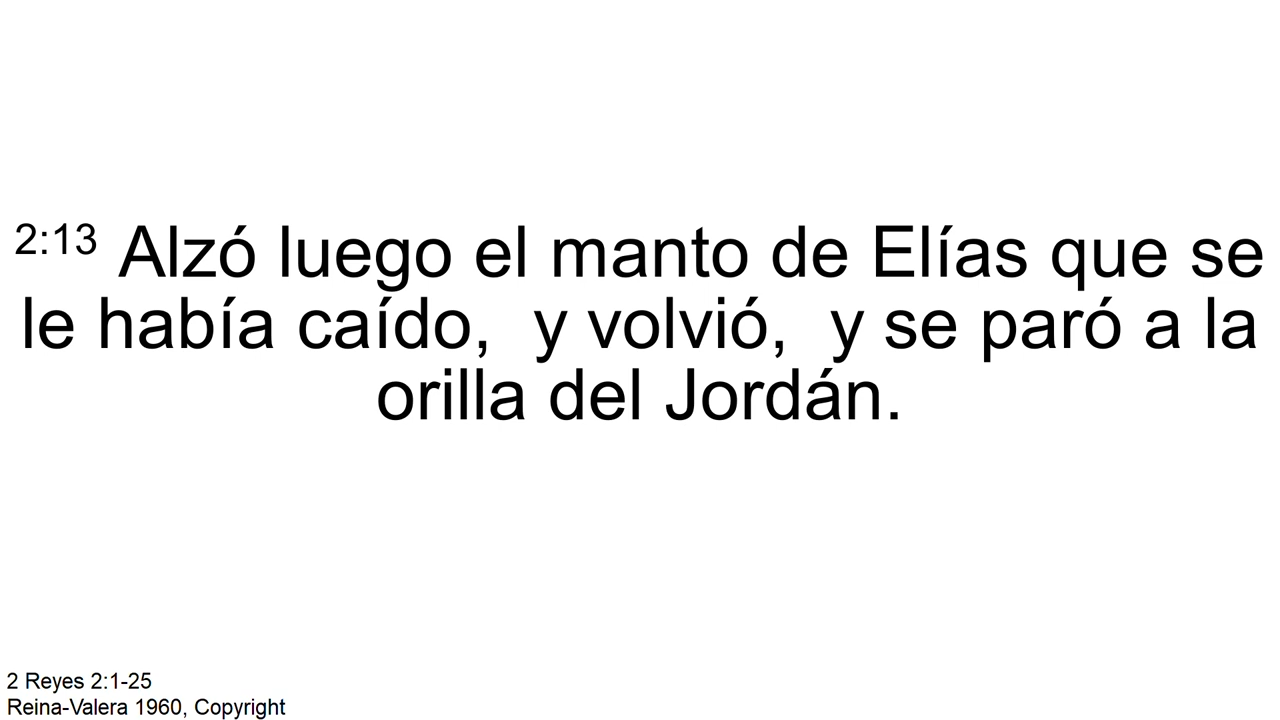 2:13 Alzó luego el manto de Elías que se
le había caído,  y volvió,  y se paró a la
orilla del Jordán.
2 Reyes 2:1-25
Reina-Valera 1960, Copyright